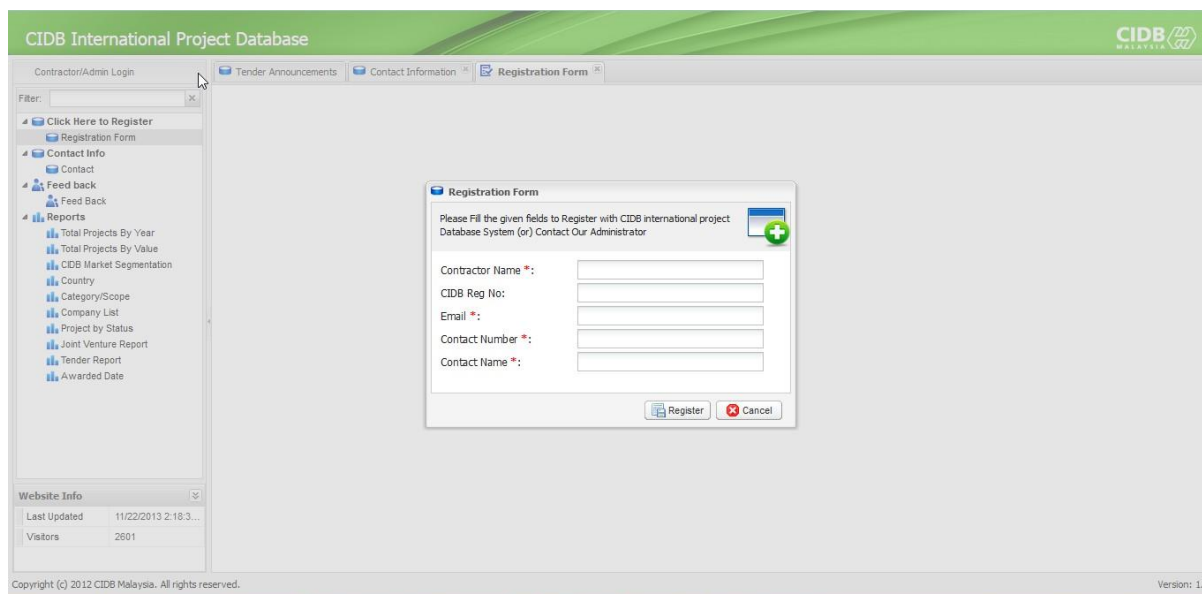 CIDB International Project Database
CIDB
MALAYSIA
Contractor/Admin Login
Tender Announcements
Contact Information
Registration Form
Filter:
Click Here to Register
Registration Form
Contact Info
Contact
Feed back
Feed Back
Reports
Total Projects By Year
Total Projects By Value
CIDB Market Segmentation
Country
Category/Scope
Company List
Project by Status
Joint Venture Report
Tender Report
Awarded Date
Registration Form
Please Fill the given fields to Register with CIDB international project
Database System (or) Contact Our Administrator
Contractor Name *:
CIDB Reg No:
Email *:
Contact Number *:
Contact Name *:
Register
Cancel
Website Info
Last Updated 11/22/2013 2:18:3...
Visitors 2601
Copyright (c) 2012 CIDB Malaysia. All rights reserved.
Version: 1.